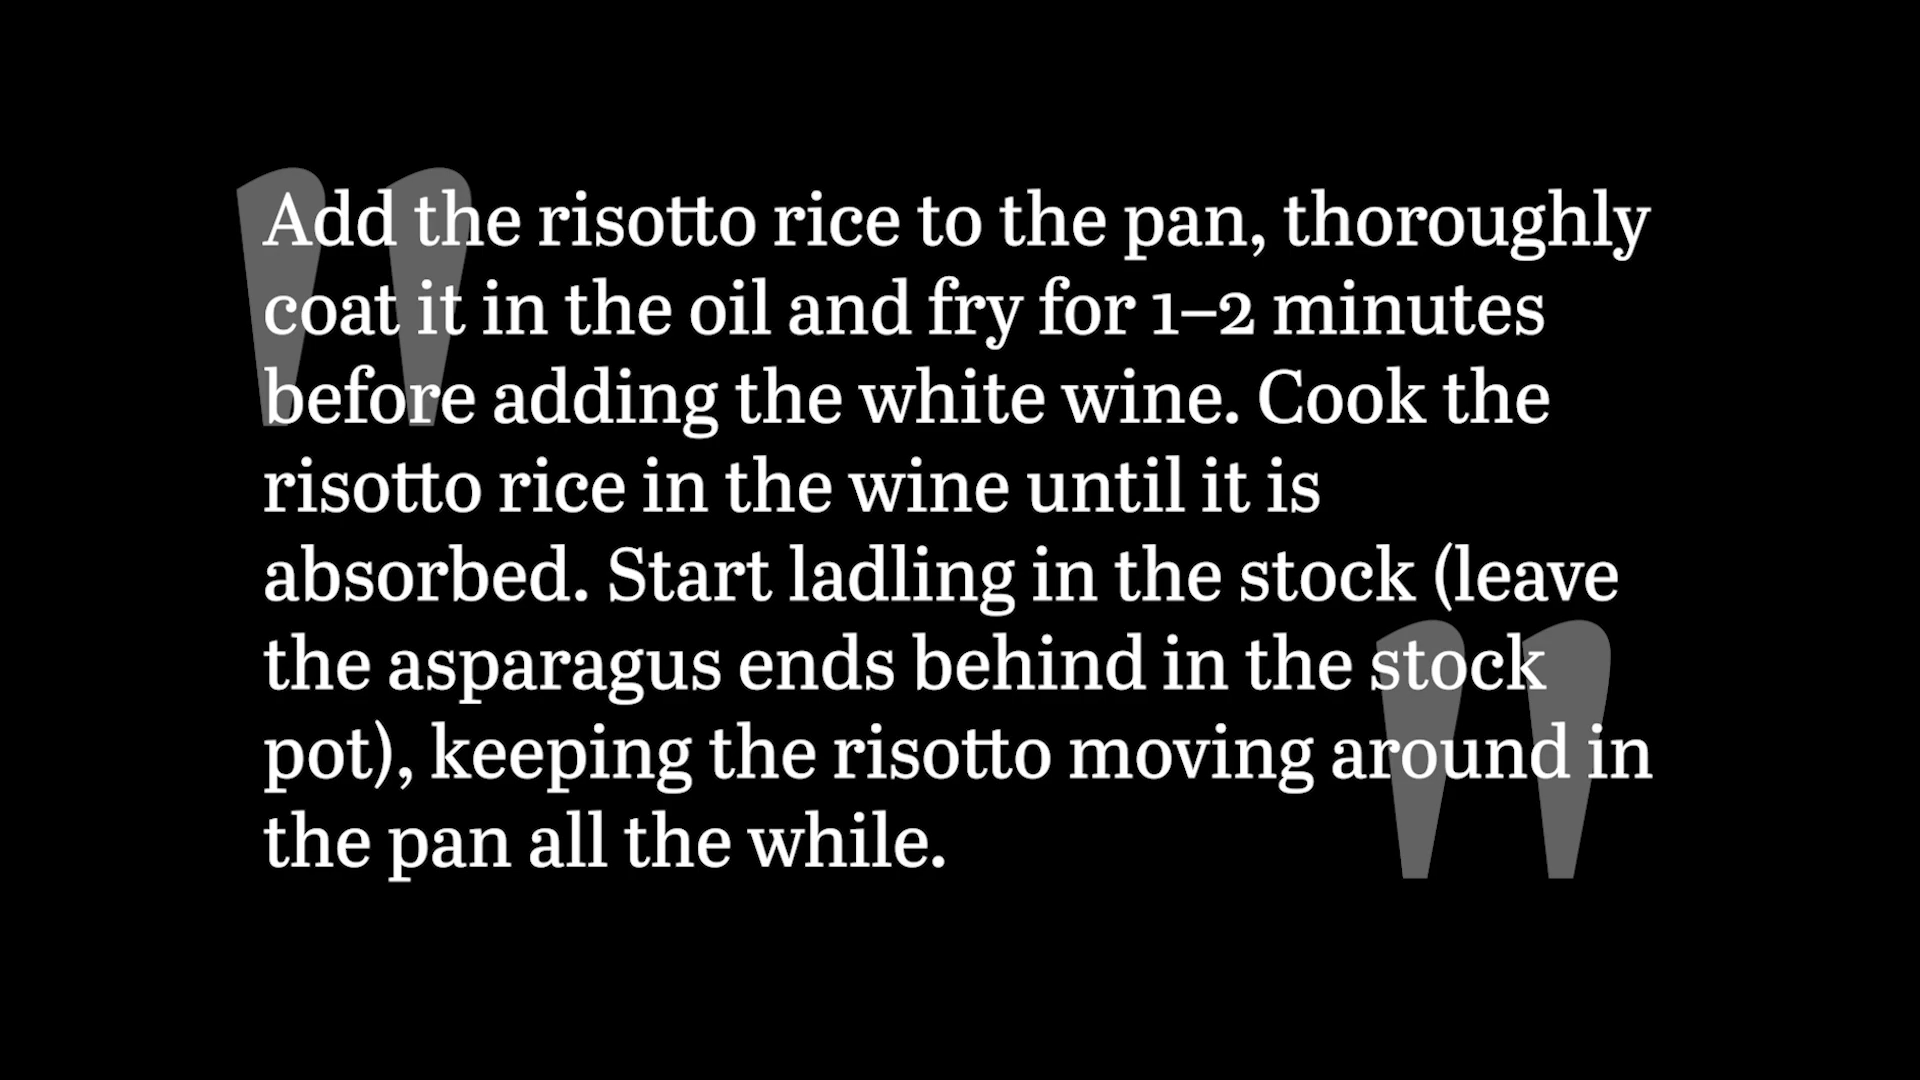 Add the risotto rice to the pan, thoroughly
coat it in the oil and fry for 1–2 minutes
before adding the white wine. Cook the
risotto rice in the wine until it is
absorbed. Start ladling in the stock (leave
the asparagus ends behind in the stock
pot), keeping the risotto moving around in
the pan all the while.